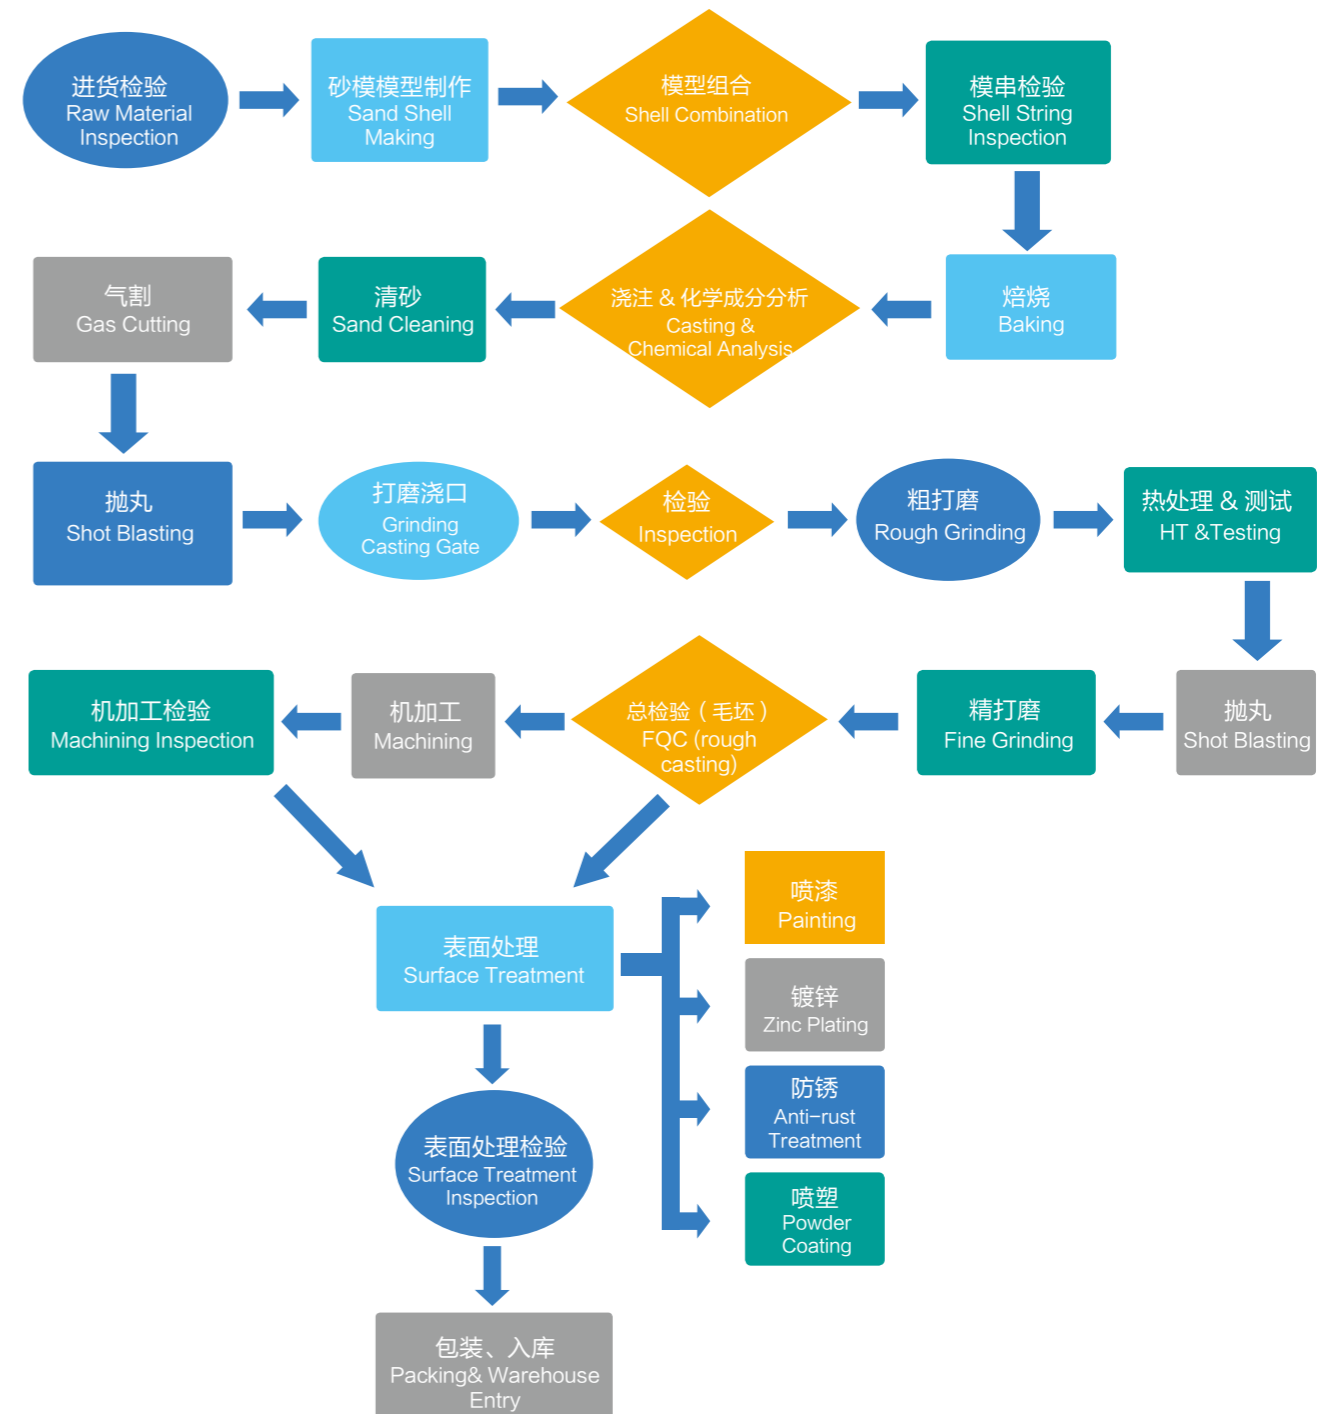 进货检验
Raw Material
Inspection
砂模模型制作
Sand Shell
Making
模型组合
Shell Combination
模串检验
Shell String
Inspection
气割
Gas Cutting
清砂
Sand Cleaning
浇注 & 化学成分分析
Casting &
Chemical Analysis
焙烧
Baking
抛丸
Shot Blasting
打磨浇口
Grinding
Casting Gate
检验
Inspection
粗打磨
Rough Grinding
热处理 & 测试
HT &Testing
机加工检验
Machining Inspection
机加工
Machining
总检验（毛坯）
FQC (rough
casting)
精打磨
Fine Grinding
抛丸
Shot Blasting
表面处理
Surface Treatment
喷漆
Painting
镀锌
Zinc Plating
防锈
Anti-rust
Treatment
喷塑
Powder
Coating
表面处理检验
Surface Treatment
Inspection
包装、入库
Packing& Warehouse
Entry